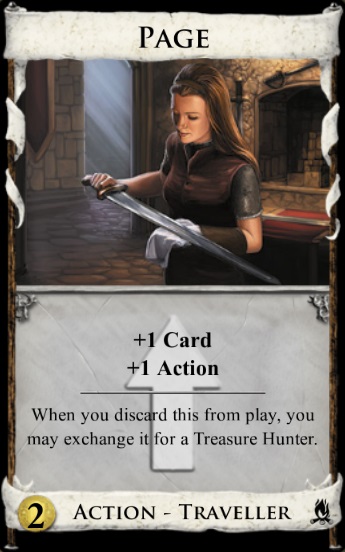 Page
+1 Card
+1 Action
When you discard this from play, you
may exchange it for a Treasure Hunter.
2 Action - Traveller